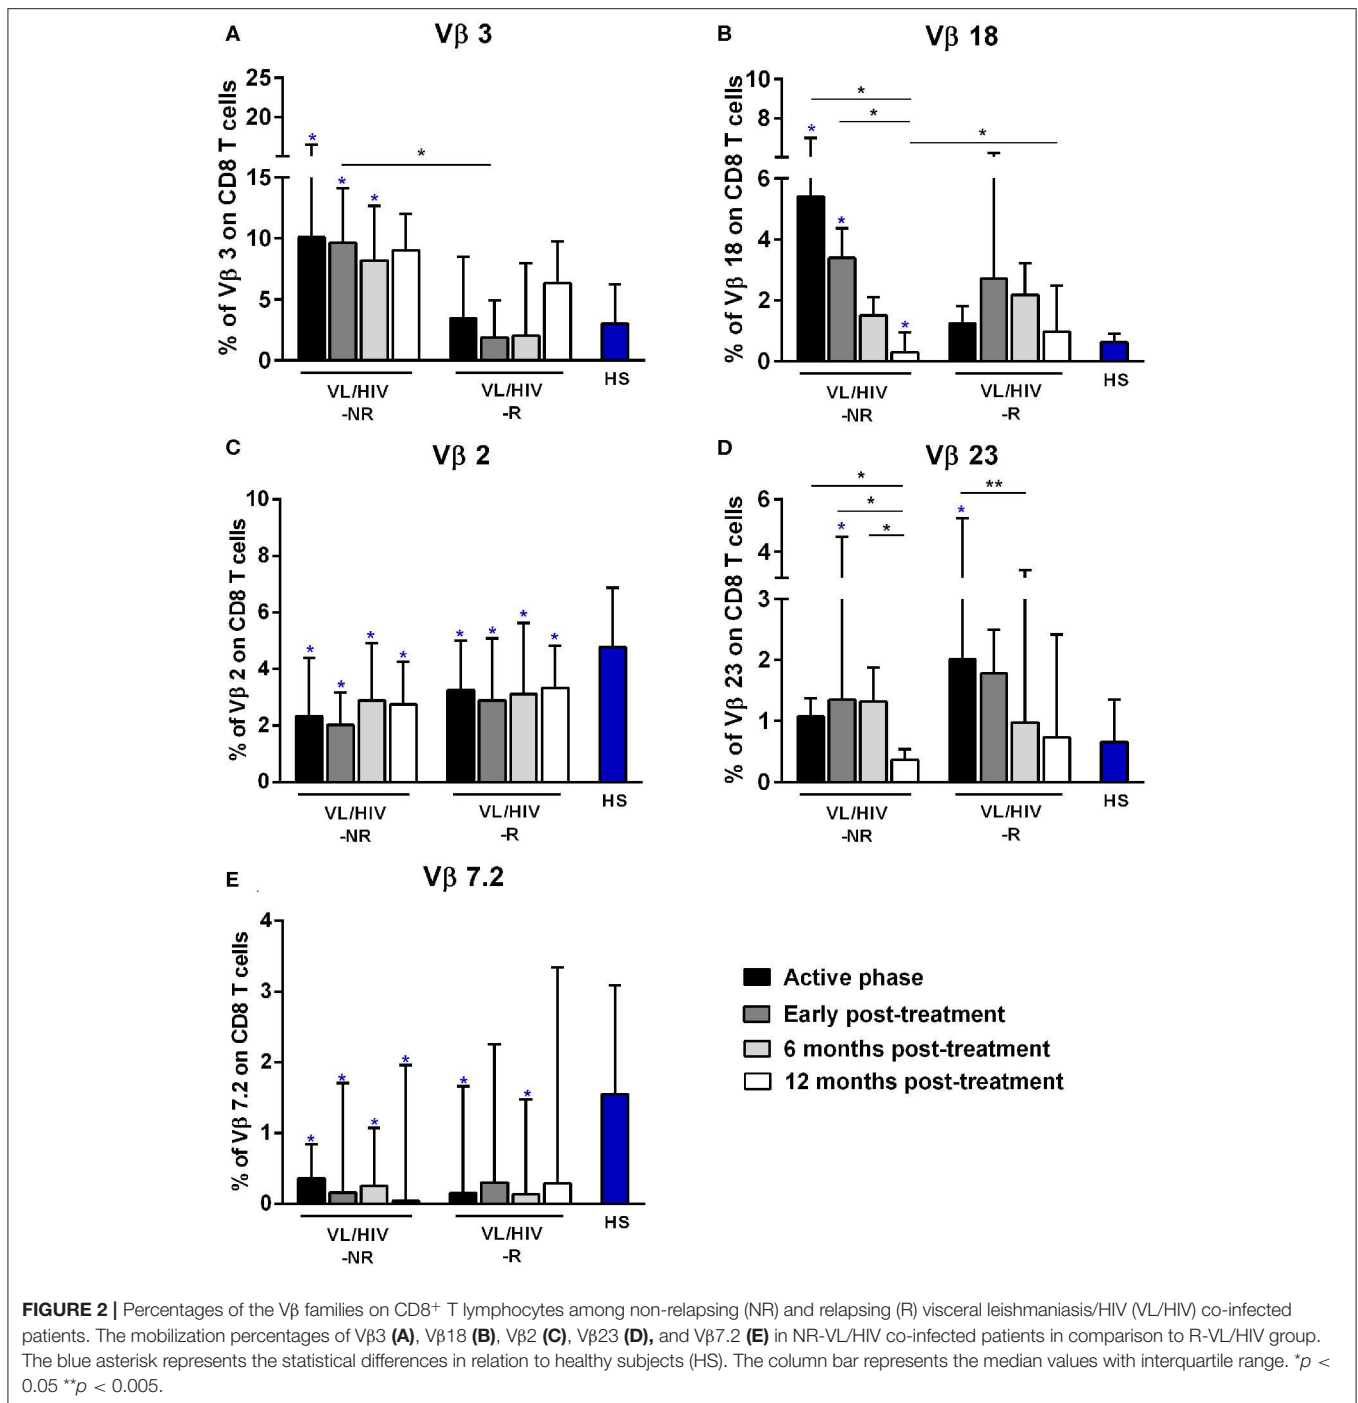 A
Vβ 3
% of Vβ 3 on CD8 T cells
25
20
15
10
5
0
*
*
*
*
VL/HIV
-NR
VL/HIV
-R
HS
B
Vβ 18
% of Vβ 18 on CD8 T cells
10
8
6
4
2
0
*
*
*
*
*
*
VL/HIV
-NR
VL/HIV
-R
HS
C
Vβ 2
% of Vβ 2 on CD8 T cells
10
8
6
4
2
0
* * * * * * * *
VL/HIV
-NR
VL/HIV
-R
HS
D
Vβ 23
% of Vβ 23 on CD8 T cells
6
4
3
2
1
0
*
*
*
**
*
*
VL/HIV
-NR
VL/HIV
-R
HS
E
Vβ 7.2
% of Vβ 7.2 on CD8 T cells
4
3
2
1
0
* * * * * *
VL/HIV
-NR
VL/HIV
-R
HS
Active phase
Early post-treatment
6 months post-treatment
12 months post-treatment
FIGURE 2 | Percentages of the Vβ families on CD8+ T lymphocytes among non-relapsing (NR) and relapsing (R) visceral leishmaniasis/HIV (VL/HIV) co-infected
patients. The mobilization percentages of Vβ3 (A), Vβ18 (B), Vβ2 (C), Vβ23 (D), and Vβ7.2 (E) in NR-VL/HIV co-infected patients in comparison to R-VL/HIV group.
The blue asterisk represents the statistical differences in relation to healthy subjects (HS). The column bar represents the median values with interquartile range. *p <
0.05 **p < 0.005.